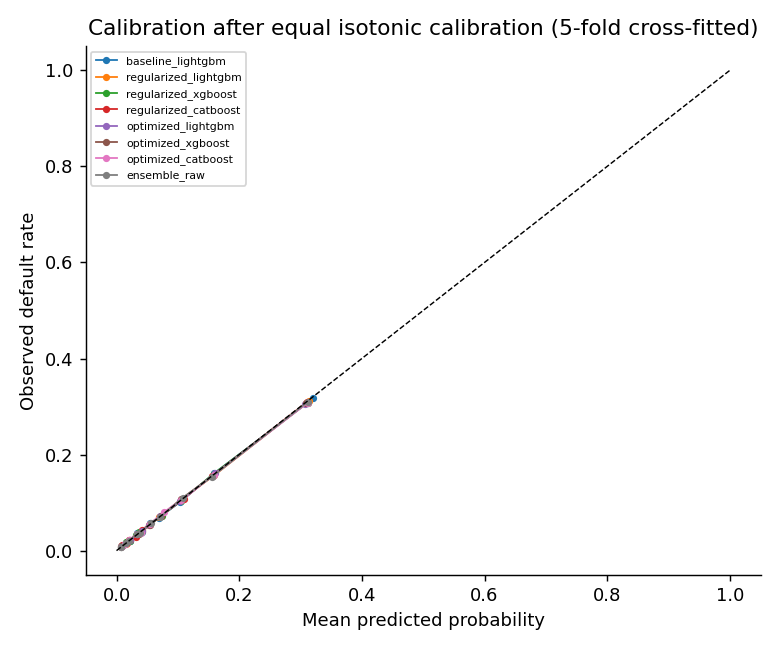 Calibration after equal isotonic calibration (5-fold cross-fitted)
baseline_lightgbm
regularized_lightgbm
regularized_xgboost
regularized_catboost
optimized_lightgbm
optimized_xgboost
optimized_catboost
ensemble_raw
Observed default rate
1.0
0.8
0.6
0.4
0.2
0.0
0.0 0.2 0.4 0.6 0.8 1.0
Mean predicted probability